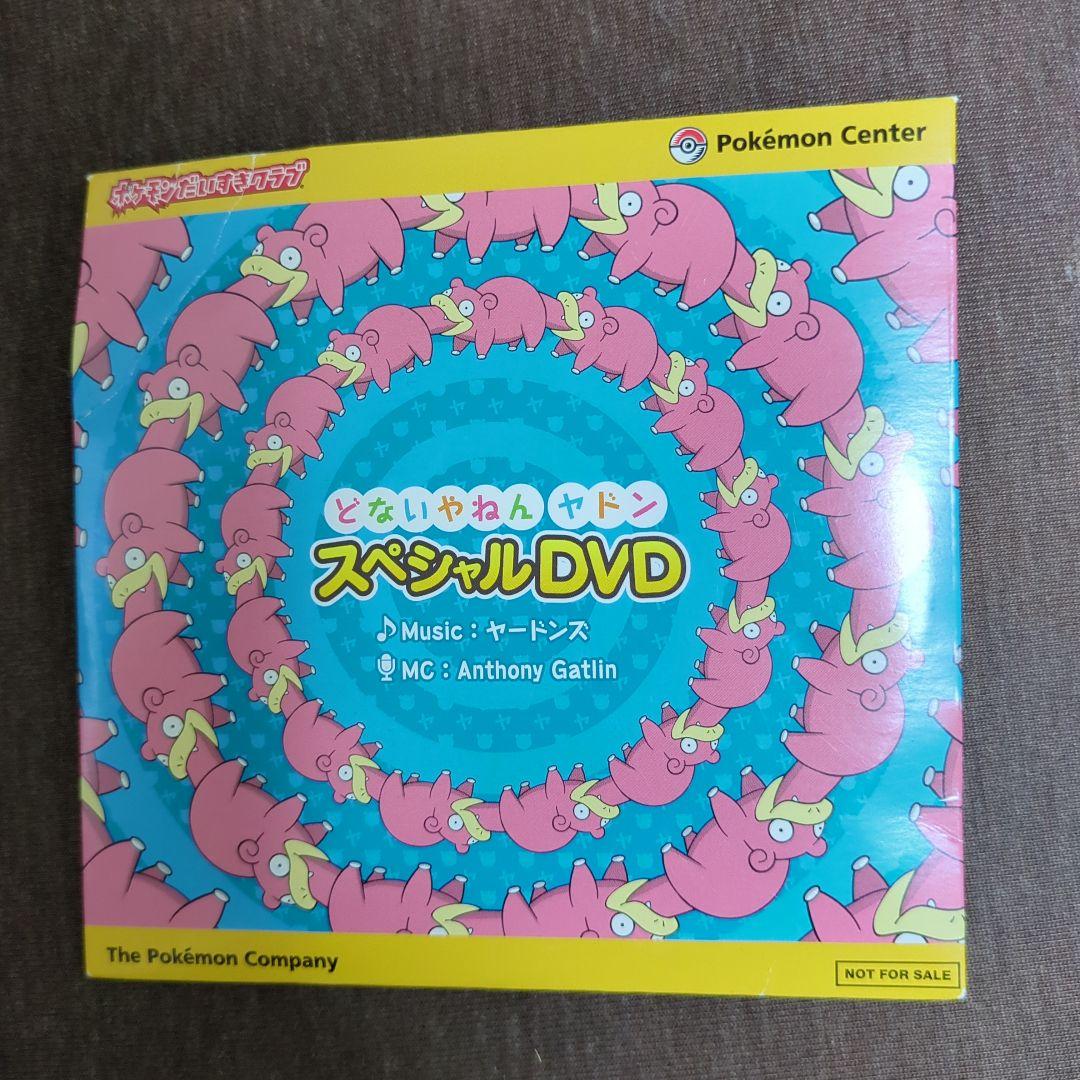 ポケモンだいすきクラブ
Pokémon Center
どないやねん ヤドン
スペシャルDVD
♪Music：ヤードンズ
MC：Anthony Gatlin
The Pokémon Company
NOT FOR SALE